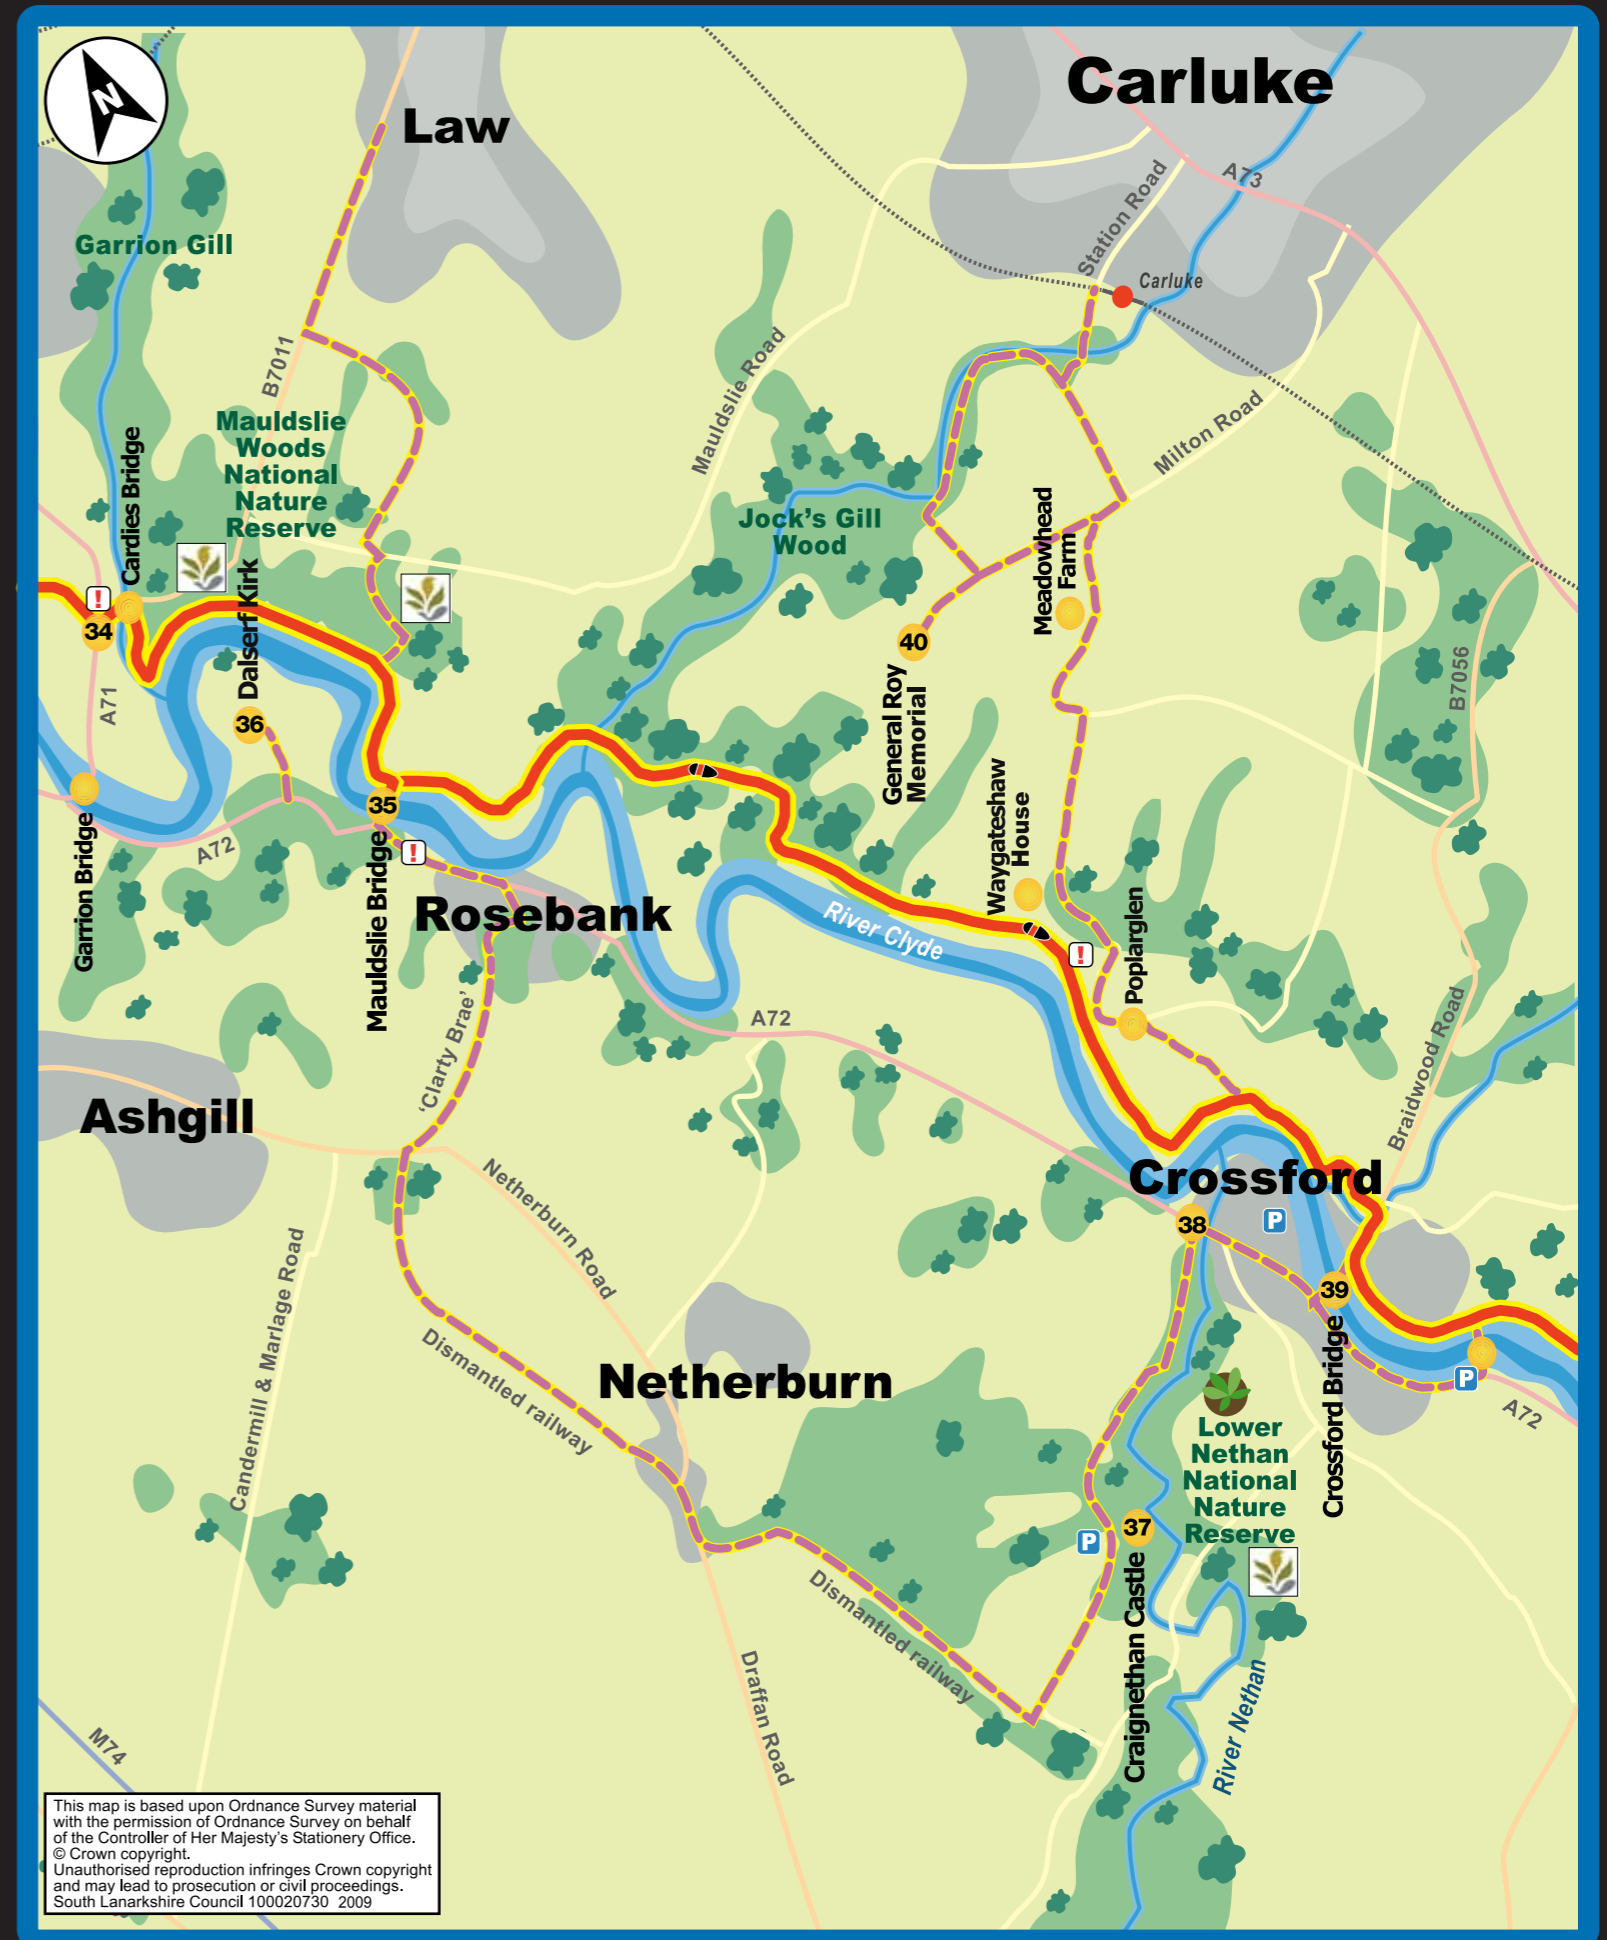 N
Law
Carluke
A73
Station Road
Carluke
Garrion Gill
B7011
Mauldslie Road
Milton Road
Mauldslie
Woods
National
Nature
Reserve
Cardies Bridge
Jock's Gill
Wood
Meadowhead
Farm
Dalserf Kirk
!
34
40
General Roy
Memorial
B7056
A71
36
Waygateshaw
House
35
Garrion Bridge
A72
Mauldslie Bridge
!
Rosebank
River Clyde
!
Poplarglen
A72
'Clarty Brae'
Braidwood Road
Ashgill
Netherburn Road
Crossford
38
P
Candermill & Marlage Road
39
Dismantled railway
Crossford Bridge
P
A72
Netherburn
Lower
Nethan
National
Nature
Reserve
P
37
Craignethan Castle
Dismantled railway
Draffan Road
River Nethan
M74
This map is based upon Ordnance Survey material
with the permission of Ordnance Survey on behalf
of the Controller of Her Majesty's Stationery Office.
© Crown copyright.
Unauthorised reproduction infringes Crown copyright
and may lead to prosecution or civil proceedings.
South Lanarkshire Council 100020730 2009